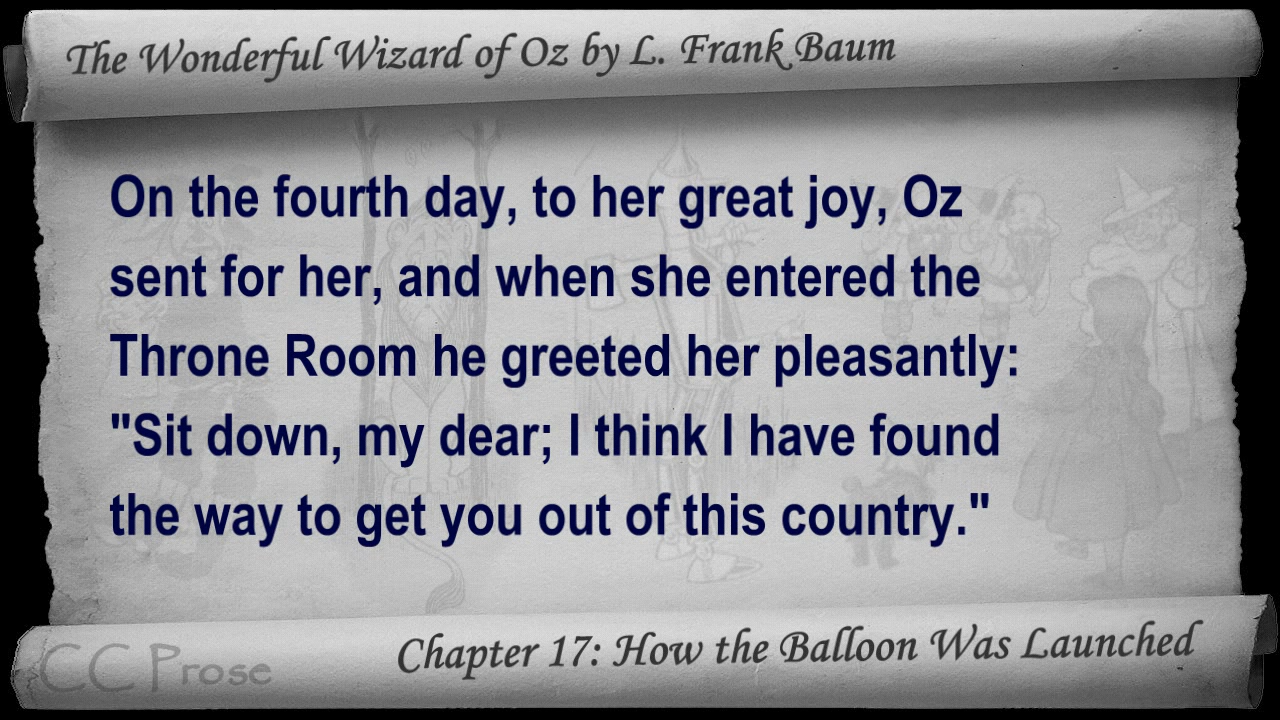 The Wonderful Wizard of Oz by L. Frank Baum
On the fourth day, to her great joy, Oz
sent for her, and when she entered the
Throne Room he greeted her pleasantly:
"Sit down, my dear; I think I have found
the way to get you out of this country."
Chapter 17: How the Balloon Was Launched
CC Prose